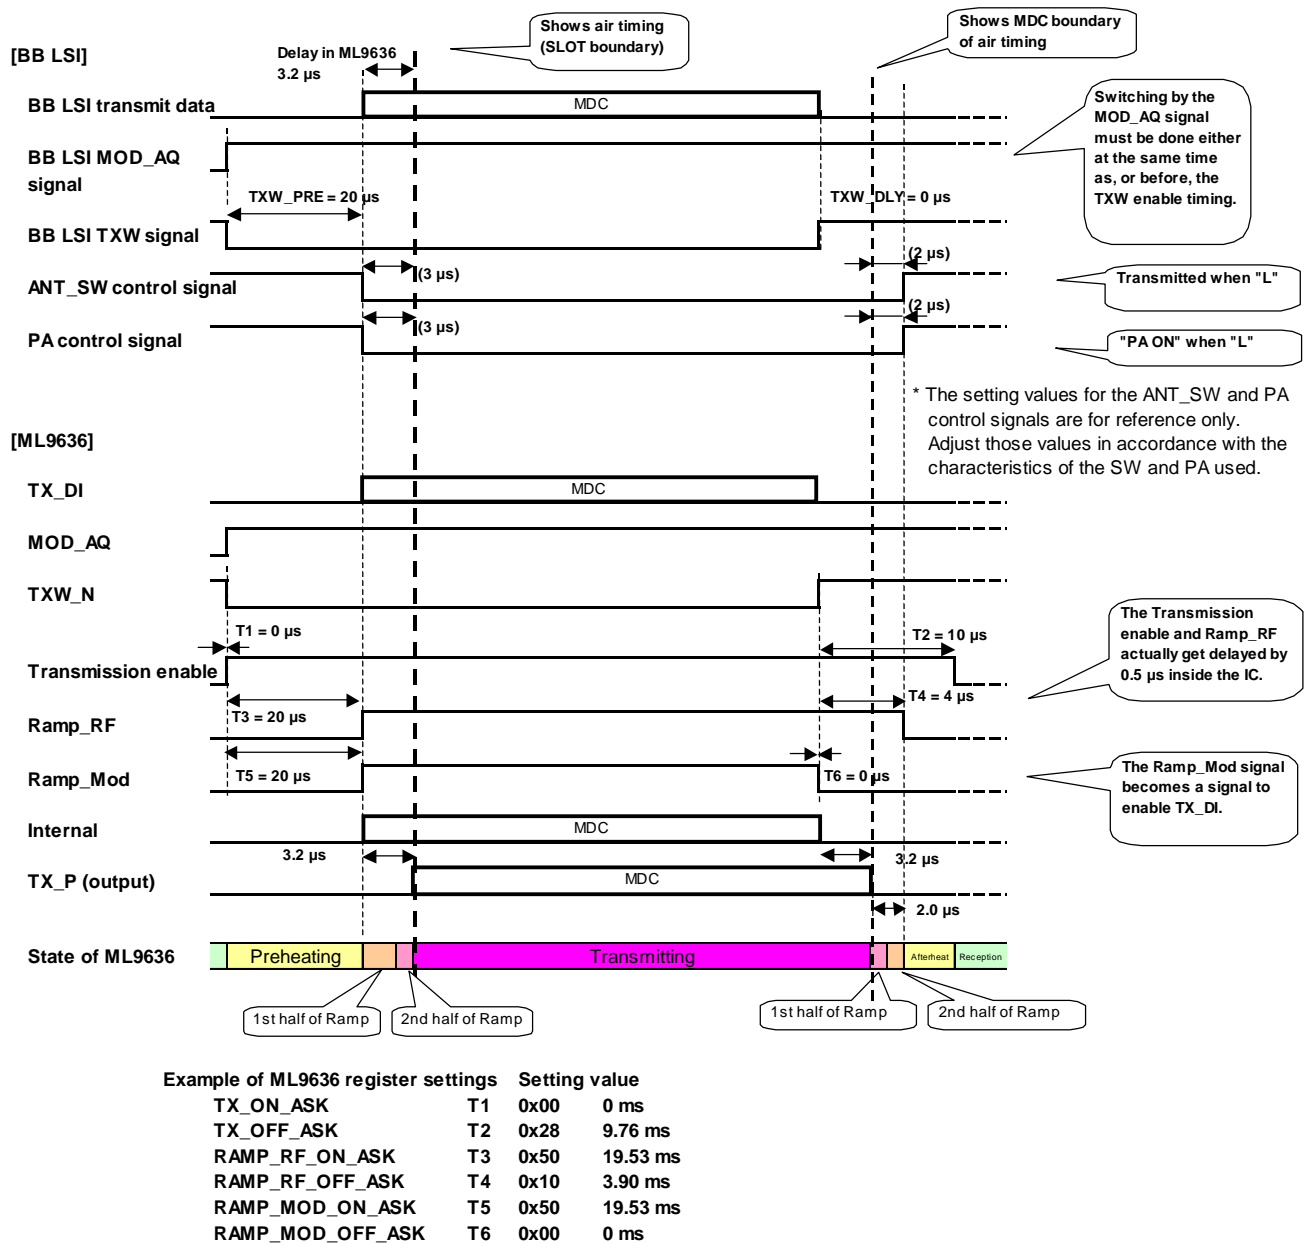 Shows air timing
(SLOT boundary)
Shows MDC boundary
of air timing
[BB LSI]
Delay in ML9636
3.2 µs
BB LSI transmit data
MDC
Switching by the
MOD_AQ signal
must be done either
at the same time
as, or before, the
TXW enable timing.
BB LSI MOD_AQ
signal
TXW_PRE = 20 µs
TXW_DLY = 0 µs
BB LSI TXW signal
(2 µs)
(3 µs)
ANT_SW control signal
Transmitted when "L"
(2 µs)
(3 µs)
PA control signal
"PA ON" when "L"
* The setting values for the ANT_SW and PA
control signals are for reference only.
Adjust those values in accordance with the
characteristics of the SW and PA used.
[ML9636]
TX_DI
MDC
MOD_AQ
TXW_N
T1 = 0 µs
T2 = 10 µs
The Transmission
enable and Ramp_RF
actually get delayed by
0.5 µs inside the IC.
Transmission enable
T3 = 20 µs
T4 = 4 µs
Ramp_RF
T5 = 20 µs
T6 = 0 µs
Ramp_Mod
The Ramp_Mod signal
becomes a signal to
enable TX_DI.
Internal
MDC
3.2 µs
3.2 µs
TX_P (output)
MDC
2.0 µs
State of ML9636
Preheating
Transmitting
Afterheat
Reception
1st half of Ramp
2nd half of Ramp
1st half of Ramp
2nd half of Ramp
Example of ML9636 register settings Setting value
TX_ON_ASK T1 0x00 0 ms
TX_OFF_ASK T2 0x28 9.76 ms
RAMP_RF_ON_ASK T3 0x50 19.53 ms
RAMP_RF_OFF_ASK T4 0x10 3.90 ms
RAMP_MOD_ON_ASK T5 0x50 19.53 ms
RAMP_MOD_OFF_ASK T6 0x00 0 ms